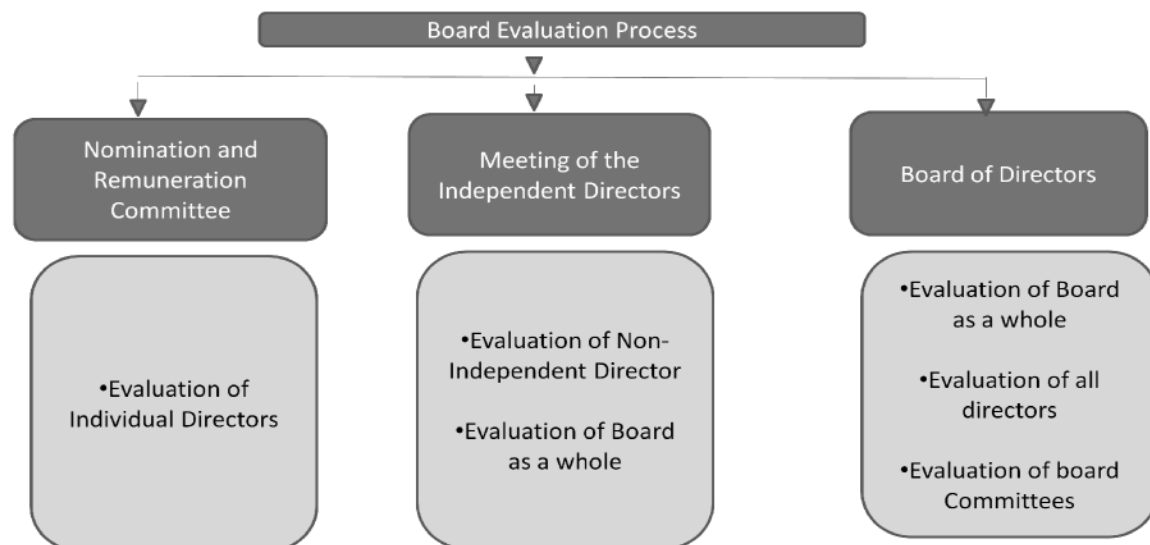 Board Evaluation Process
Nomination and
Remuneration
Committee
Meeting of the
Independent Directors
Board of Directors
•Evaluation of
Individual Directors
•Evaluation of Non-
Independent Director
•Evaluation of Board
as a whole
•Evaluation of Board
as a whole
•Evaluation of all
directors
•Evaluation of board
Committees